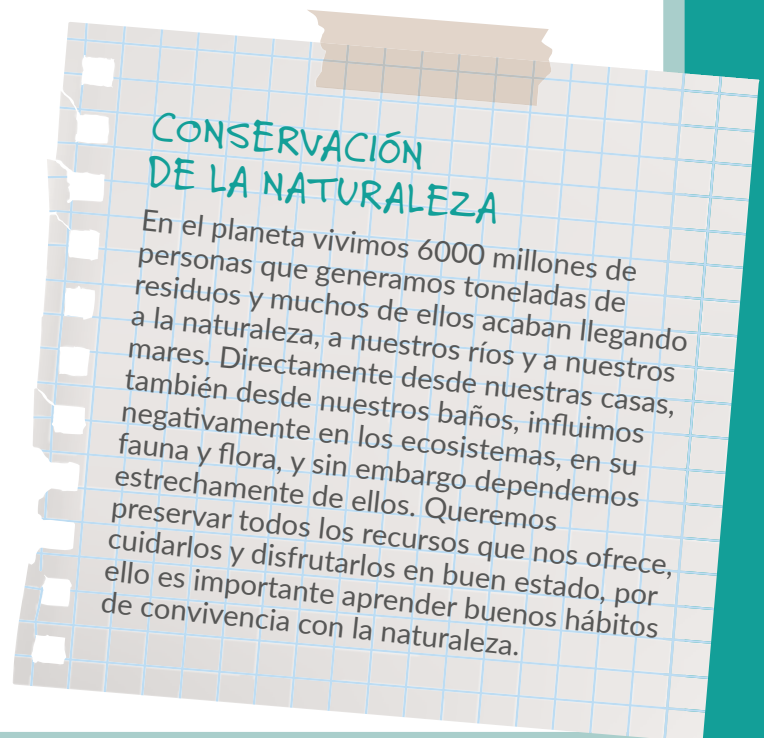 CONSERVACIÓN
DE LA NATURALEZA
En el planeta vivimos 6000 millones de
personas que generamos toneladas de
residuos y muchos de ellos acaban llegando
a la naturaleza, a nuestros ríos y a nuestros
mares. Directamente desde nuestras casas,
también desde nuestros baños, influimos
negativamente en los ecosistemas, en su
fauna y flora, y sin embargo dependemos
estrechamente de ellos. Queremos
preservar todos los recursos que nos ofrece,
cuidarlos y disfrutarlos en buen estado, por
ello es importante aprender buenos hábitos
de convivencia con la naturaleza.